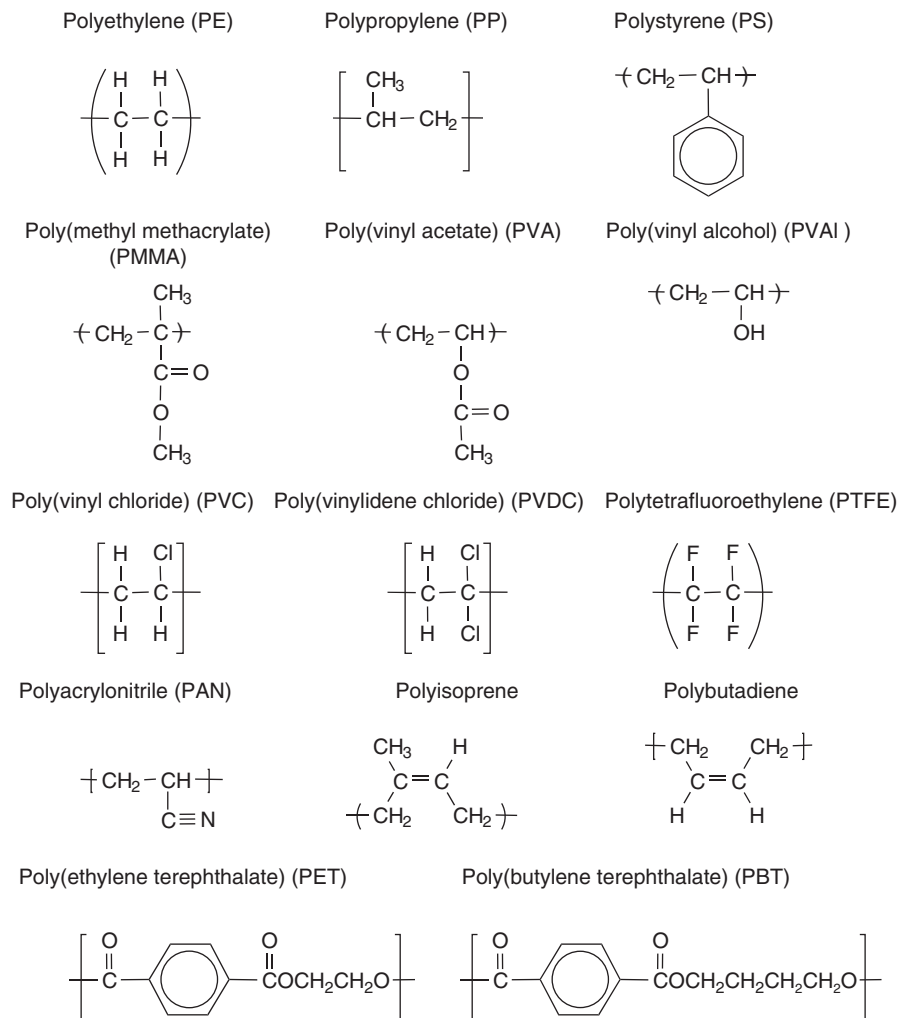 Polyethylene (PE)
Polypropylene (PP)
Polystyrene (PS)
H H
C C
H H
CH₃
CH CH₂
CH₂ CH
Poly(methyl methacrylate)
(PMMA)
Poly(vinyl acetate) (PVA)
Poly(vinyl alcohol) (PVAl )
CH₃
CH₂ C
C=O
O
CH₃
CH₂ CH
O
C=O
CH₃
CH₂ CH
OH
Poly(vinyl chloride) (PVC)
Poly(vinylidene chloride) (PVDC)
Polytetrafluoroethylene (PTFE)
H Cl
C C
H H
H Cl
C C
H Cl
F F
C C
F F
Polyacrylonitrile (PAN)
Polyisoprene
Polybutadiene
CH₂ CH
C≡N
CH₃ H
C=C
CH₂ CH₂
CH₂ CH₂
C=C
H H
Poly(ethylene terephthalate) (PET)
Poly(butylene terephthalate) (PBT)
O O
C COCH₂CH₂O
O O
C COCH₂CH₂CH₂CH₂O